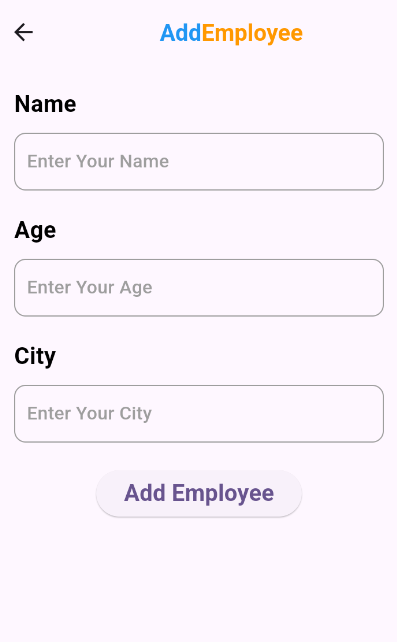 AddEmployee
Name
Enter Your Name
Age
Enter Your Age
City
Enter Your City
Add Employee